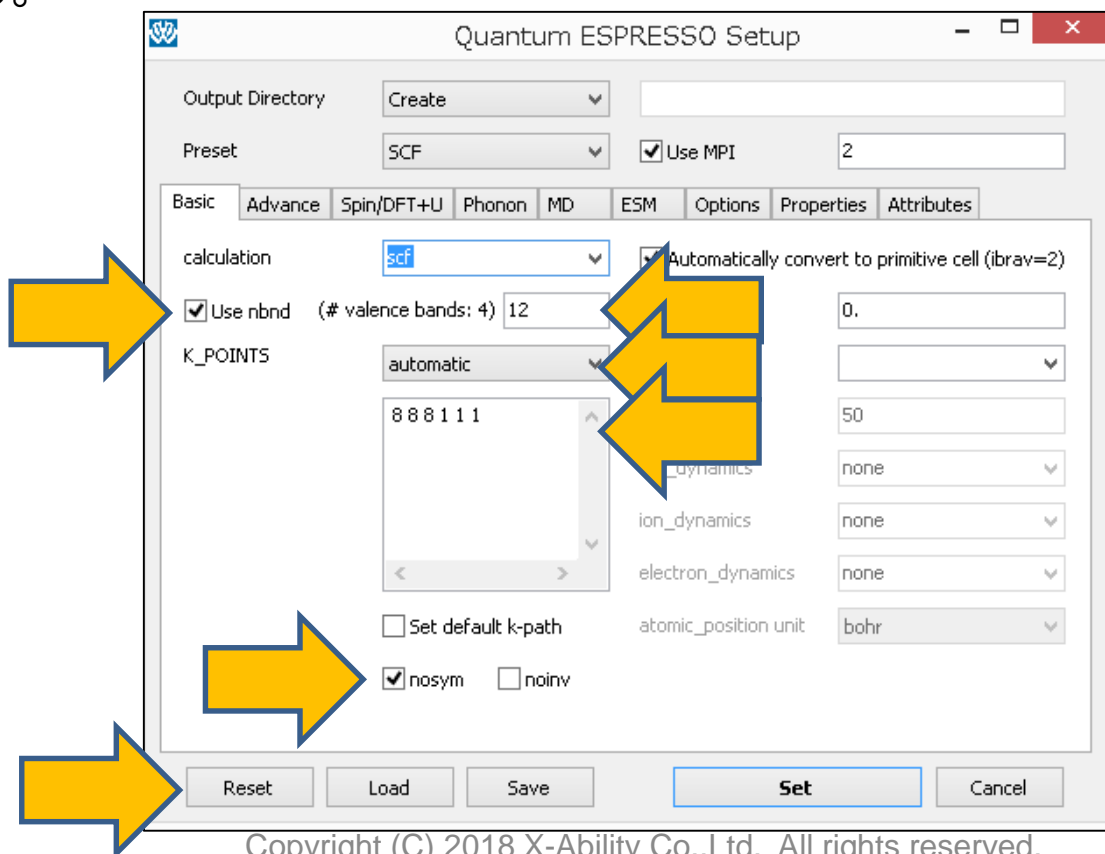 Quantum ESPRESSO Setup
Output Directory Create
Preset SCF Use MPI 2
Basic Advance Spin/DFT+U Phonon MD ESM Options Properties Attributes
calculation scf Automatically convert to primitive cell (ibrav=2)
Use nbnd (# valence bands: 4) 12 0.
K_POINTS automatic
8 8 8 1 1 1 50
_dynamics none
ion_dynamics none
electron_dynamics none
Set default k-path atomic_position unit bohr
nosym noinv
Reset Load Save Set Cancel
Copyright (C) 2018 X-Ability Co.,Ltd. All rights reserved.